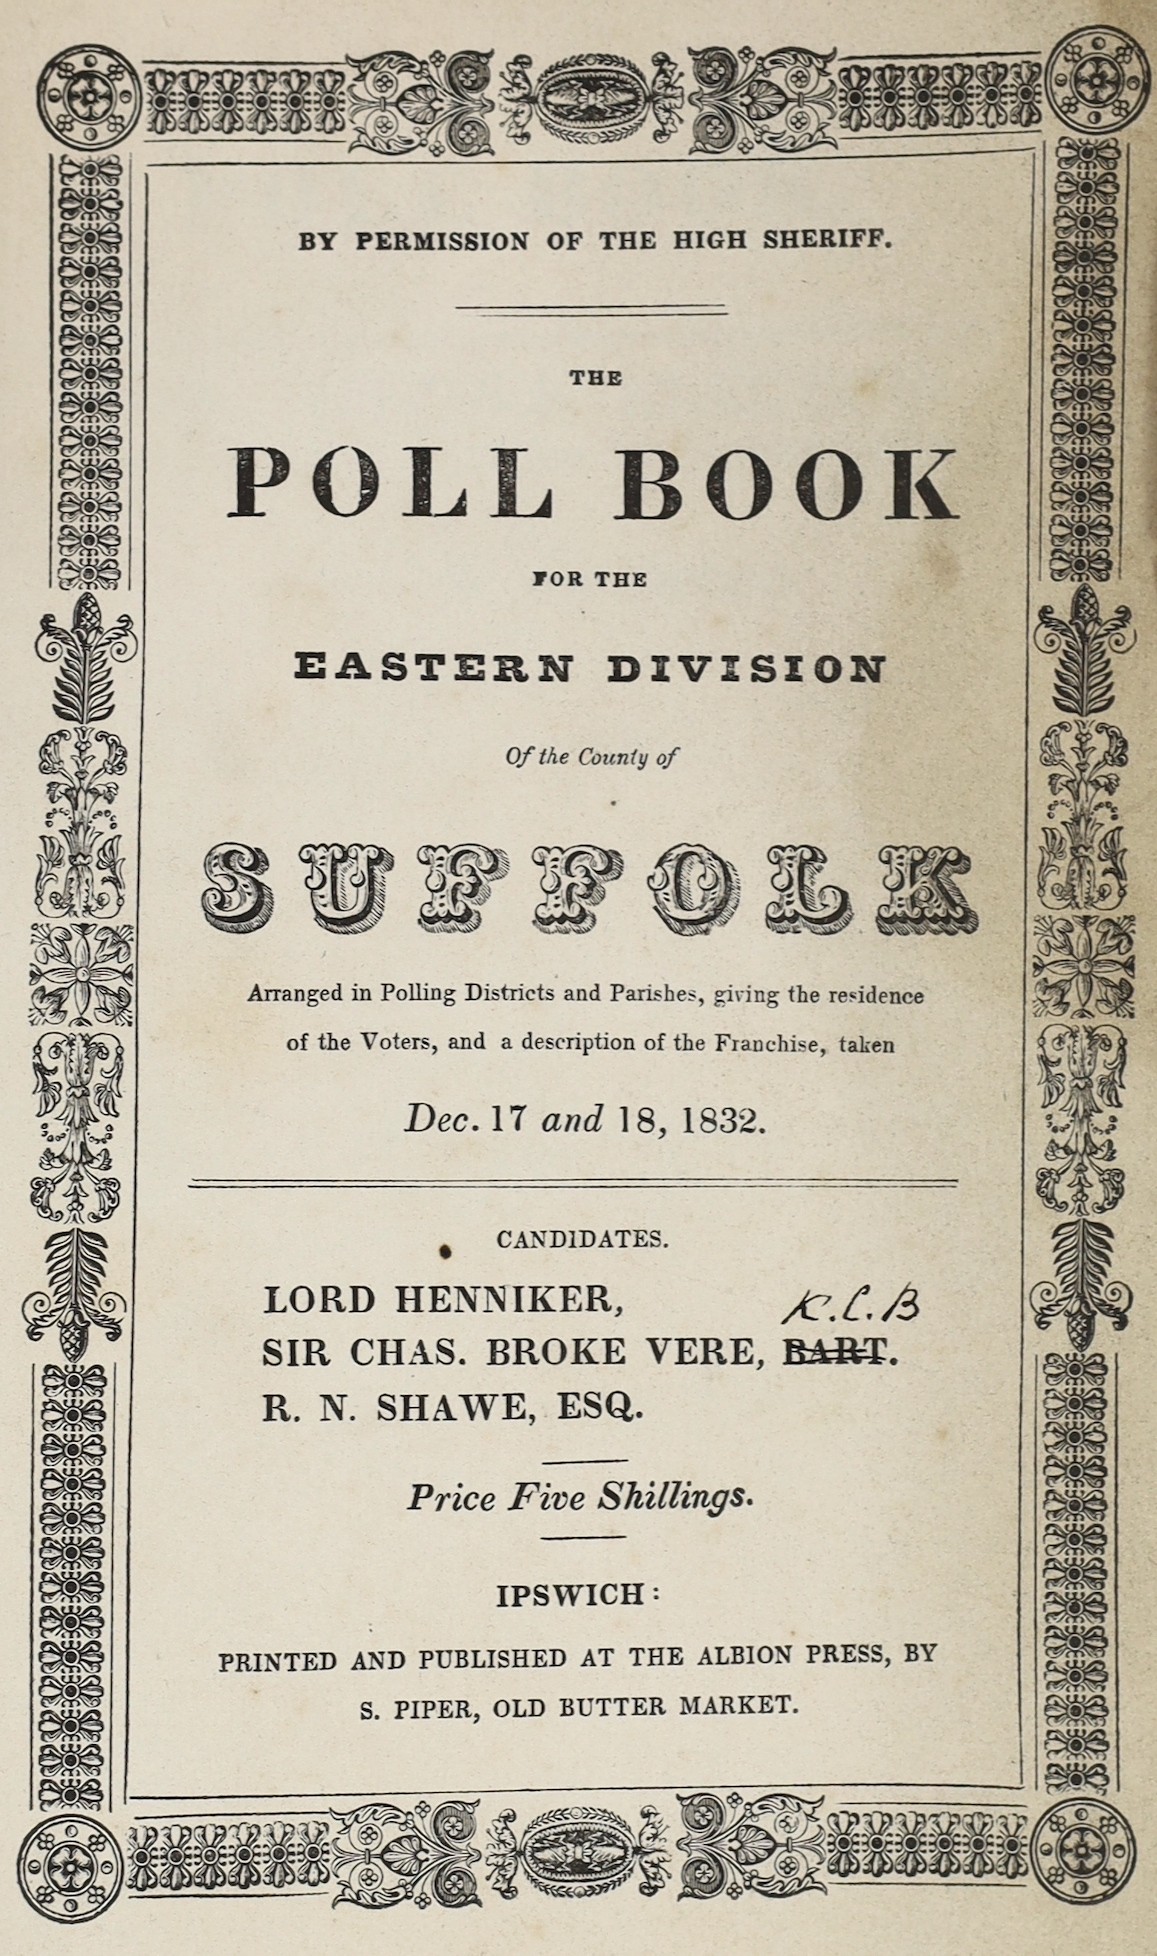 BY PERMISSION OF THE HIGH SHERIFF.
THE
POLL BOOK
FOR THE
EASTERN DIVISION
Of the County of
SUFFOLK
Arranged in Polling Districts and Parishes, giving the residence
of the Voters, and a description of the Franchise, taken
Dec. 17 and 18, 1832.
CANDIDATES.
LORD HENNIKER,
K.C.B
SIR CHAS. BROKE VERE, BART.
R. N. SHAWE, ESQ.
Price Five Shillings.
IPSWICH:
PRINTED AND PUBLISHED AT THE ALBION PRESS, BY
S. PIPER, OLD BUTTER MARKET.